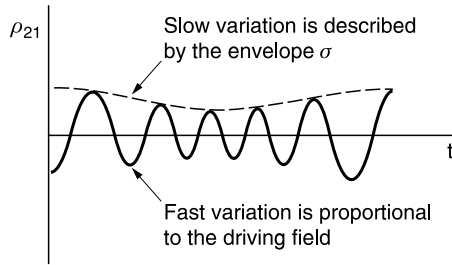 ρ21
Slow variation is described
by the envelope σ
t
Fast variation is proportional
to the driving field